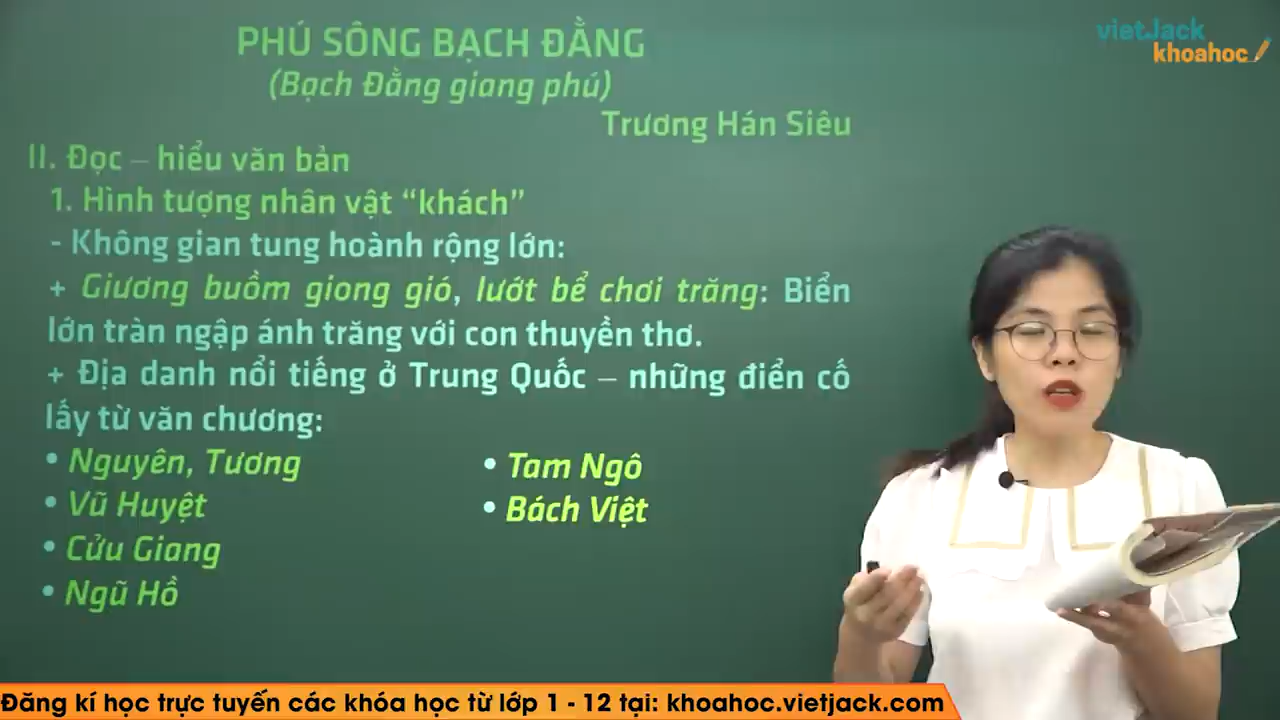 PHÚ SÔNG BẠCH ĐẰNG
(Bạch Đằng giang phú)
Trương Hán Siêu
II. Đọc – hiểu văn bản
1. Hình tượng nhân vật “khách”
- Không gian tung hoành rộng lớn:
+ Giương buồm giong gió, lướt bể chơi trăng: Biển
lớn tràn ngập ánh trăng với con thuyền thơ.
+ Địa danh nổi tiếng ở Trung Quốc – những điển cố
lấy từ văn chương:
• Nguyên, Tương
• Vũ Huyệt
• Cửu Giang
• Ngũ Hồ
• Tam Ngô
• Bách Việt
vietJack
khoahoc
Đăng kí học trực tuyến các khóa học từ lớp 1 - 12 tại: khoahoc.vietjack.com